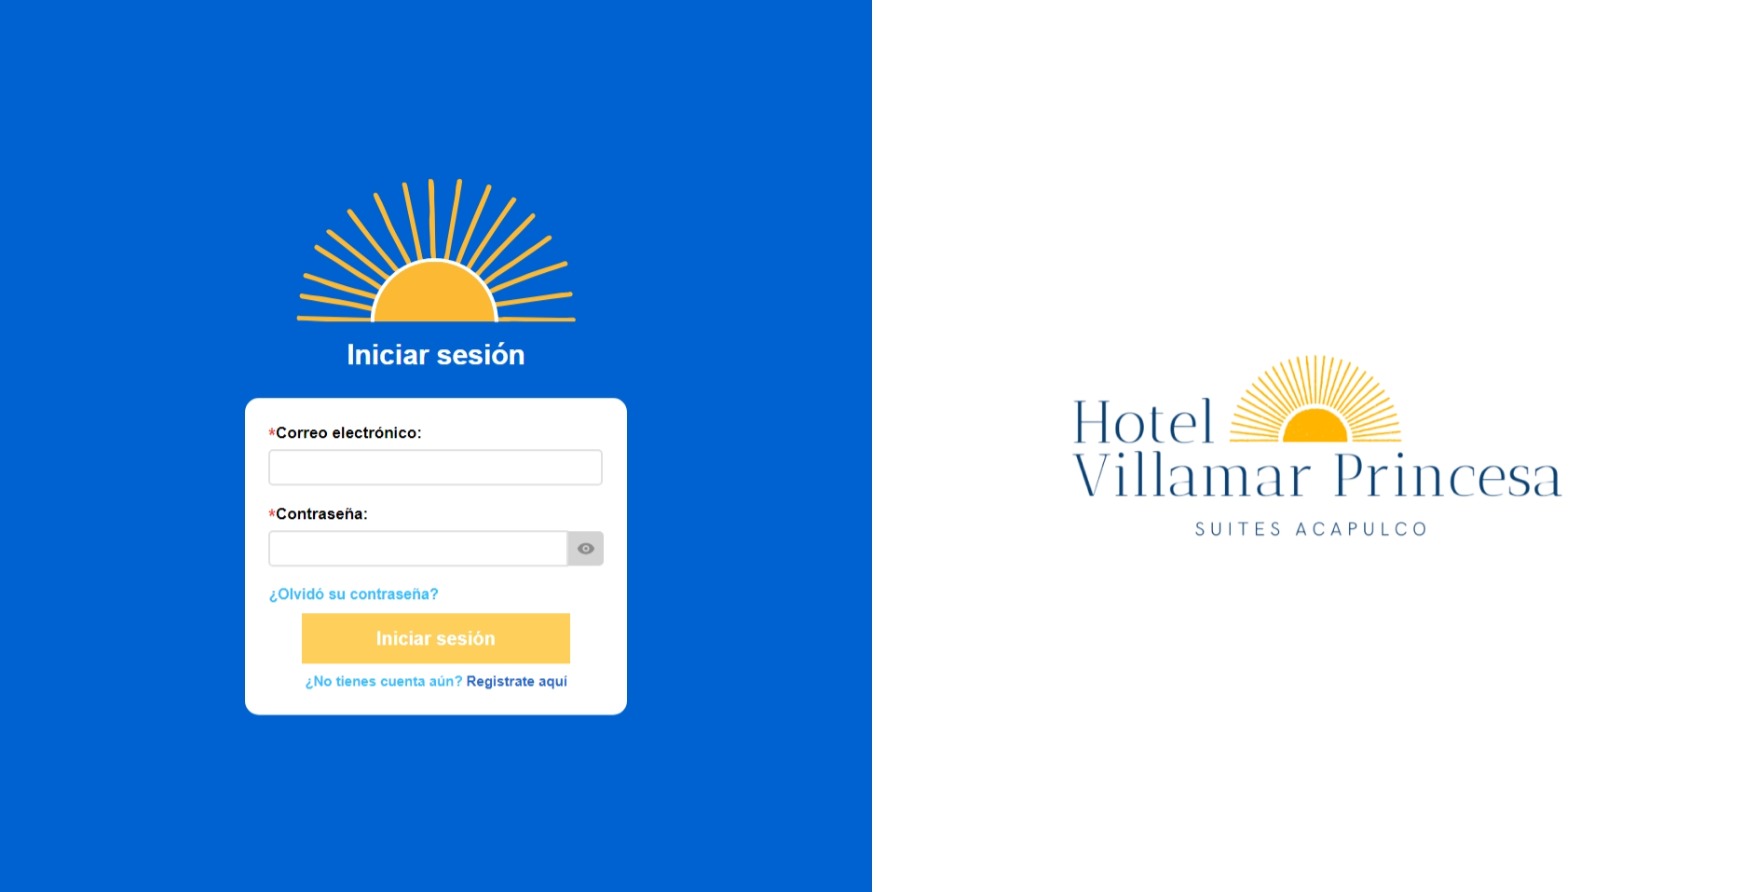 Iniciar sesión
*Correo electrónico:
*Contraseña:
¿Olvidó su contraseña?
Iniciar sesión
¿No tienes cuenta aún? Registrate aquí
Hotel
Villamar Princesa
SUITES ACAPULCO